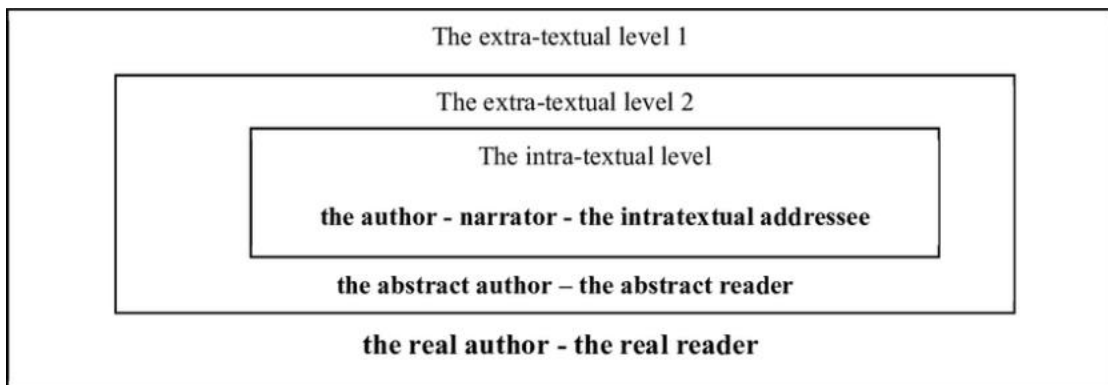 The extra-textual level 1
The extra-textual level 2
The intra-textual level
the author - narrator - the intratextual addressee
the abstract author – the abstract reader
the real author - the real reader